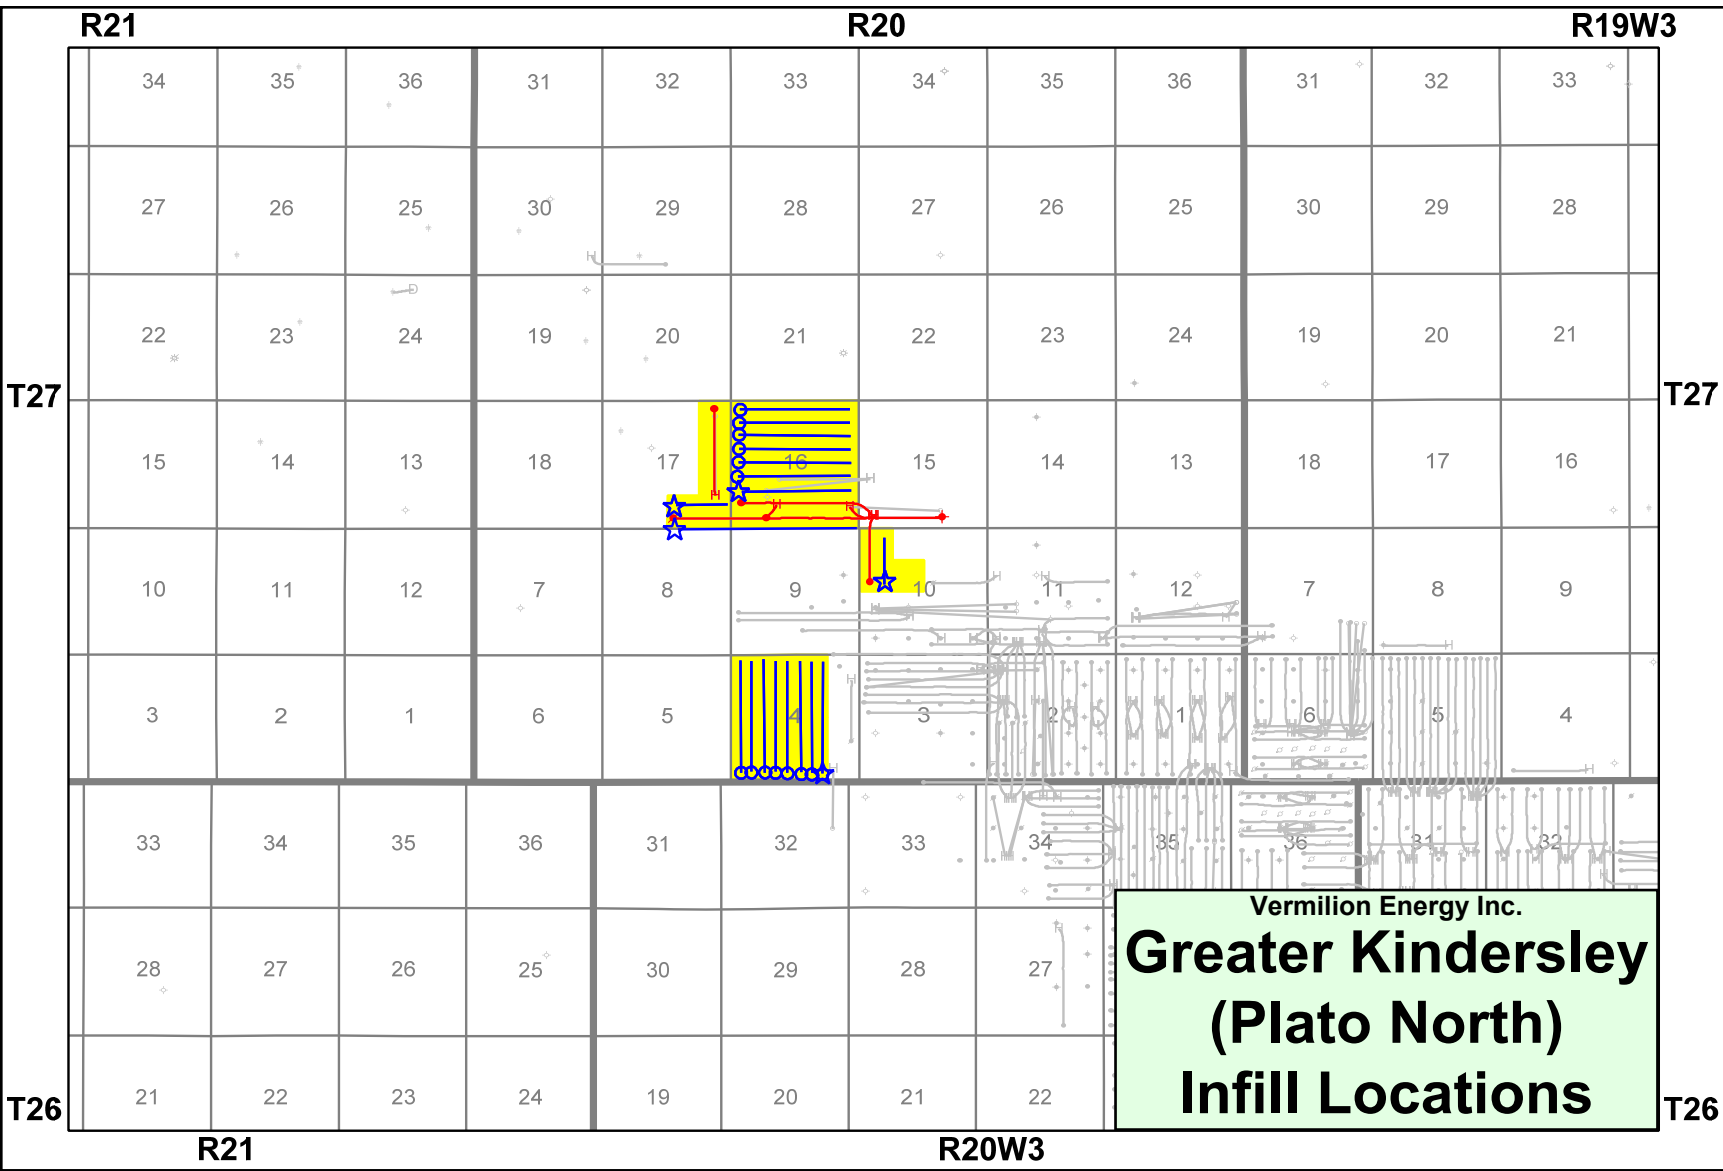 R21 R20 R19W3
34 35 36 31 32 33 34 35 36 31 32 33
27 26 25 30 29 28 27 26 25 30 29 28
22 23 24 19 20 21 22 23 24 19 20 21
T27 T27
15 14 13 18 17 16 15 14 13 18 17 16
10 11 12 7 8 9 10 11 12 7 8 9
3 2 1 6 5 4 3 2 1 6 5 4
33 34 35 36 31 32 33 34 35 36 31 32
28 27 26 25 30 29 28 27
21 22 23 24 19 20 21 22
Vermilion Energy Inc.
Greater Kindersley
(Plato North)
Infill Locations
T26 T26
R21 R20W3